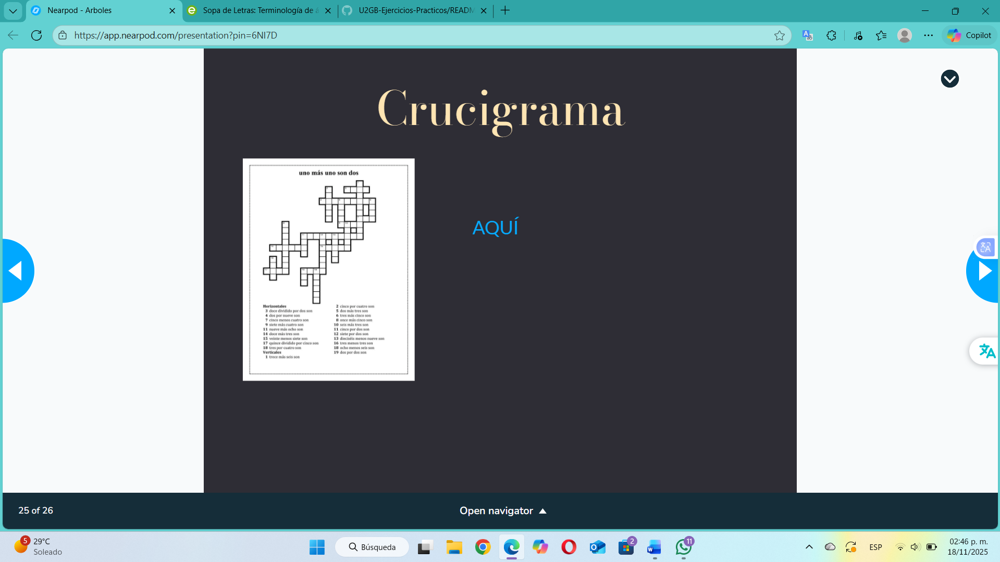 Nearpod - Arboles
Sopa de Letras: Terminología de á
U2GB-Ejercicios-Practicos/READM
https://app.nearpod.com/presentation?pin=6NI7D
Copilot
Crucigrama
uno más uno son dos
AQUÍ
Horizontales
3 doce dividido por dos son
4 dos por nueve son
7 cinco menos cuatro son
9 siete más cuatro son
11 nueve más ocho son
14 doce más tres son
15 veinte menos siete son
17 quince dividido por cinco son
18 tres por cuatro son
Verticales
1 trece más seis son
2 cinco por cuatro son
5 dos más tres son
6 tres más cinco son
8 once más cinco son
10 seis más tres son
11 cinco por dos son
12 siete por dos son
13 dieciséis menos nueve son
16 tres menos tres son
18 ocho menos seis son
19 dos por dos son
25 of 26
Open navigator
5
29°C
Soleado
Búsqueda
2
11
ESP
02:46 p. m.
18/11/2025